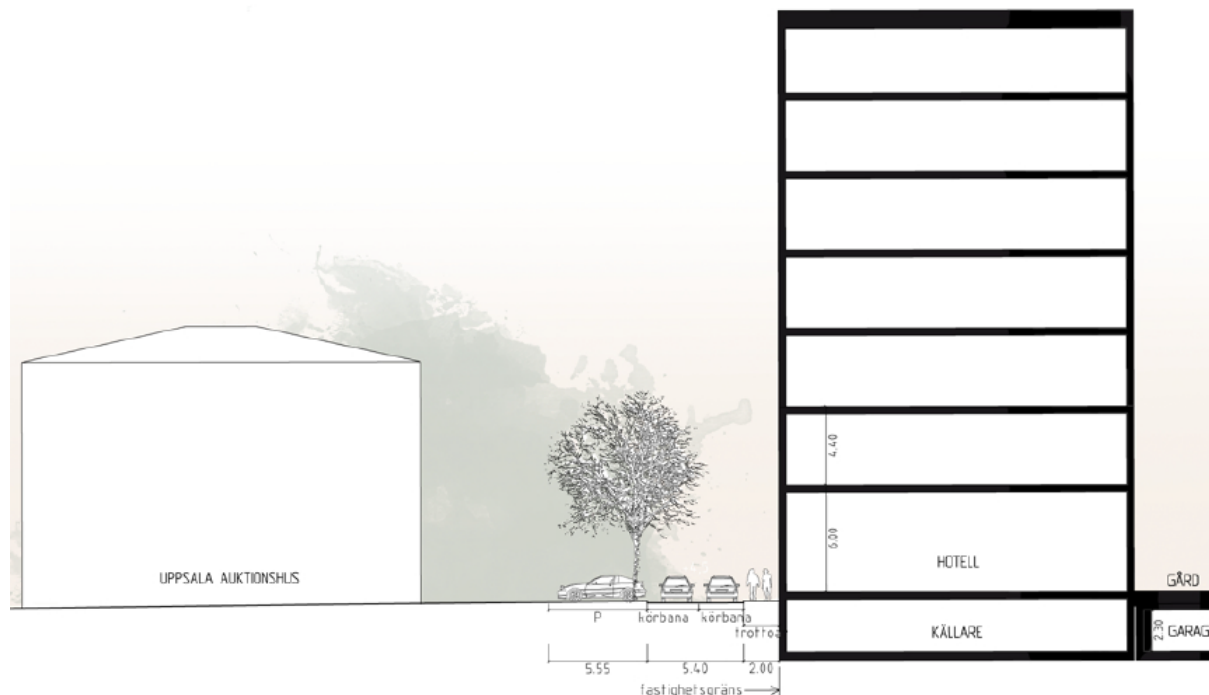 4.40
6.00
HOTELL
UPPSALA AUKTIONSHUS
GÅRD
P
körbana
körbana
trottoa
KÄLLARE
2.30
GARAG
5.55
5.40
2.00
fastighetsgräns